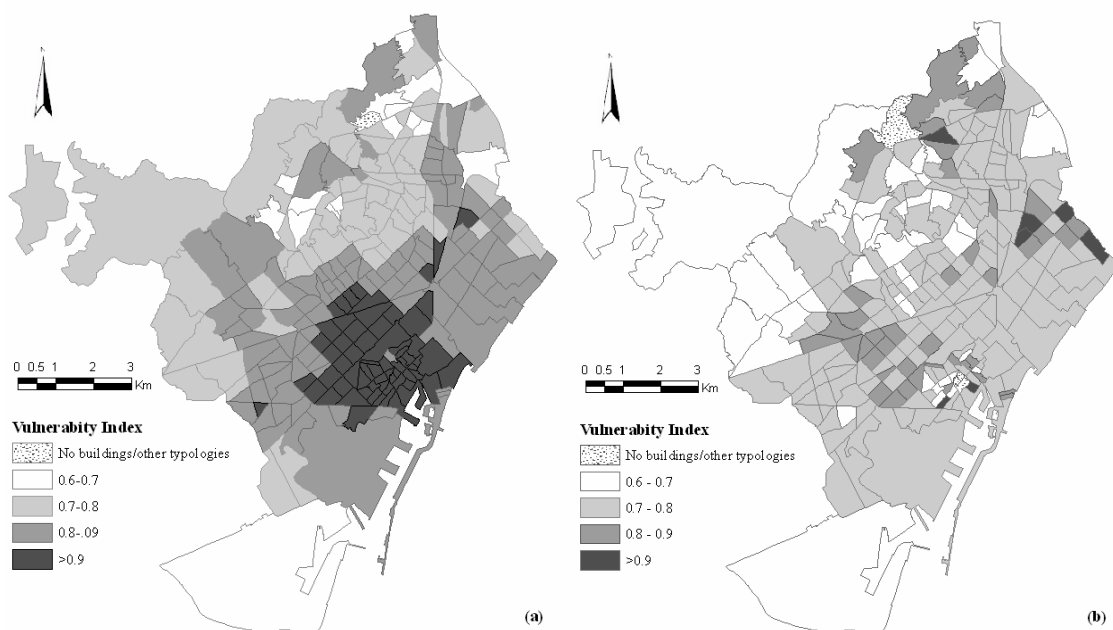 N
0 0.5 1 2 3
Km
Vulnerabity Index
No buildings/other typologies
0.6-0.7
0.7-0.8
0.8-.09
>0.9
(a)
N
0 0.5 1 2 3
Km
Vulnerabity Index
No buildings/other typologies
0.6 - 0.7
0.7 - 0.8
0.8 - 0.9
>0.9
(b)